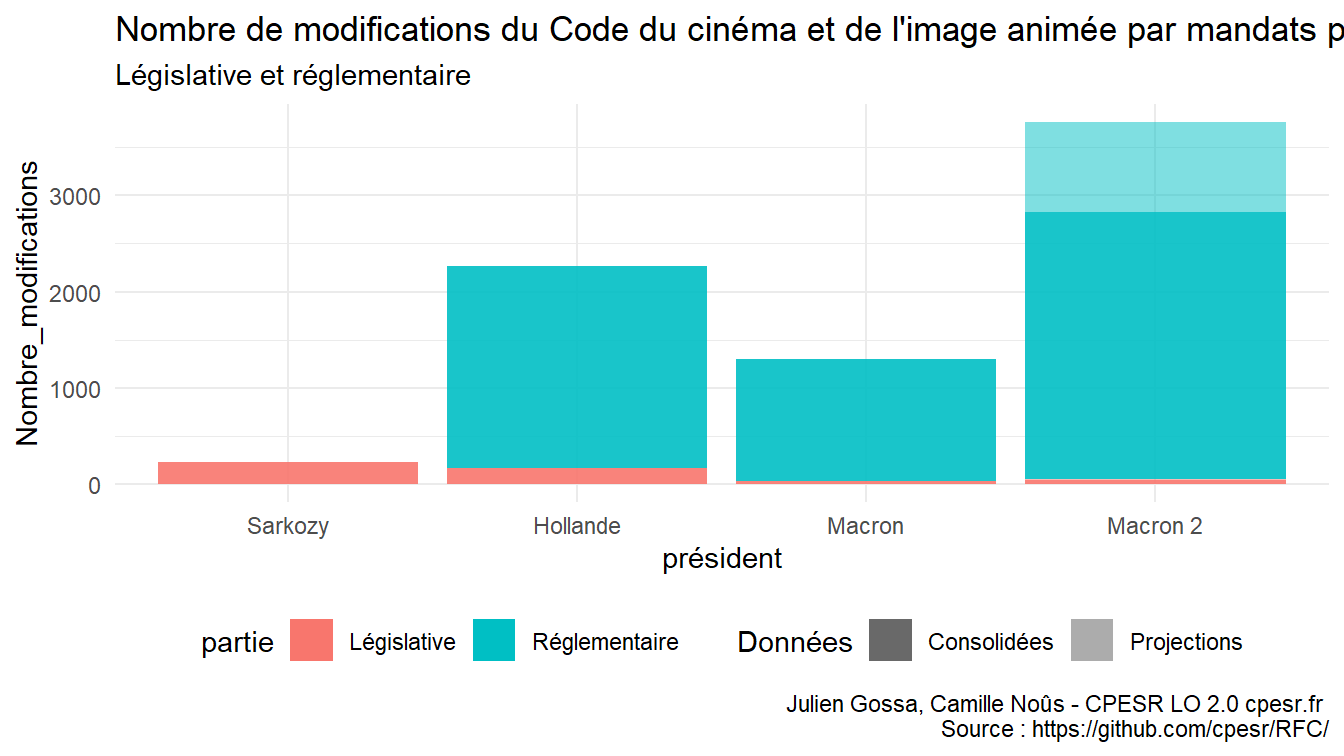 Nombre de modifications du Code du cinéma et de l'image animée par mandats p
Législative et réglementaire
Nombre_modifications
3000
2000
1000
0
Sarkozy Hollande Macron Macron 2
président
partie Législative Réglementaire Données Consolidées Projections
Julien Gossa, Camille Noûs - CPESR LO 2.0 cpesr.fr
Source : https://github.com/cpesr/RFC/